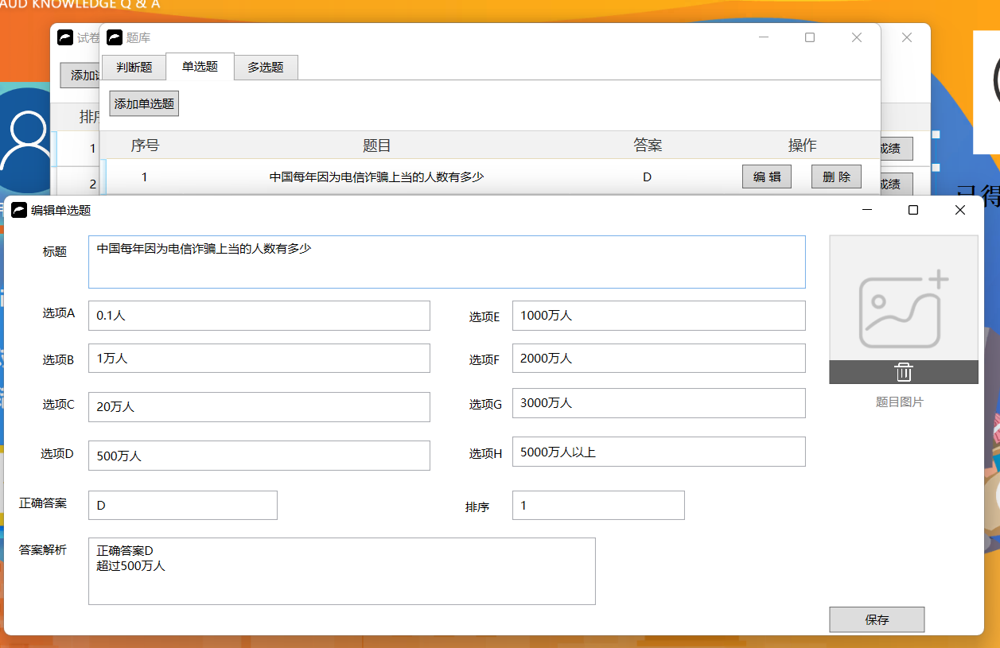 AUD KNOWLEDGE Q & A
试卷
题库
判断题
单选题
多选题
添加
添加单选题
排序
序号
题目
答案
操作
1
1
中国每年因为电信诈骗上当的人数有多少
D
编 辑
删 除
成绩
2
成绩
已得
编辑单选题
标题
中国每年因为电信诈骗上当的人数有多少
选项A
0.1人
选项E
1000万人
选项B
1万人
选项F
2000万人
选项C
20万人
选项G
3000万人
题目图片
选项D
500万人
选项H
5000万人以上
正确答案
D
排序
1
答案解析
正确答案D
超过500万人
保存